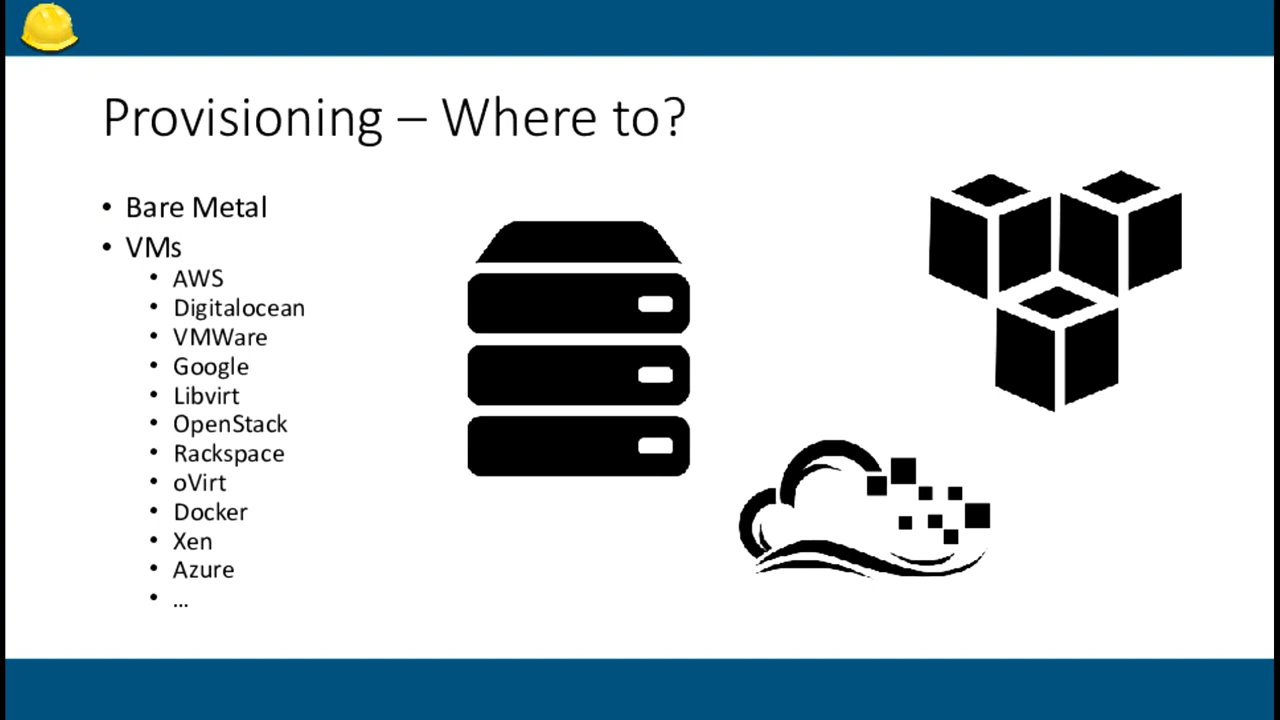 Provisioning – Where to?
• Bare Metal
• VMs
• AWS
• Digitalocean
• VMWare
• Google
• Libvirt
• OpenStack
• Rackspace
• oVirt
• Docker
• Xen
• Azure
• ...